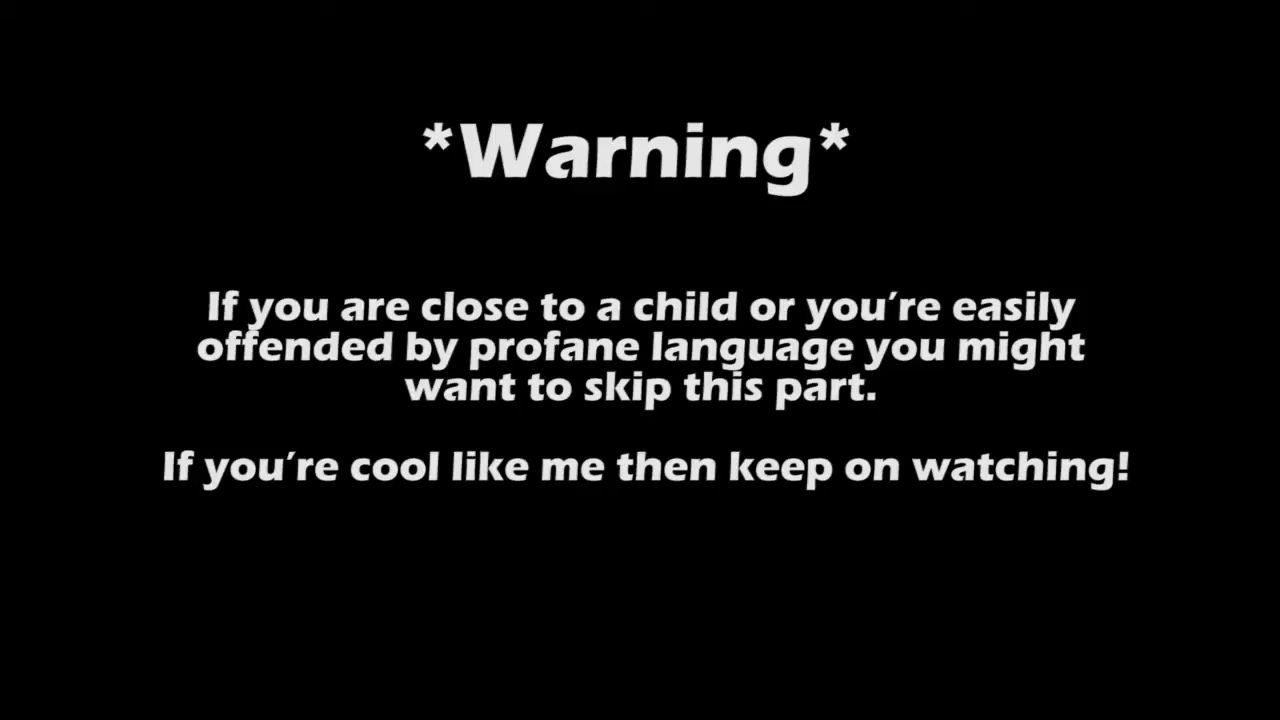 *Warning*
If you are close to a child or you’re easily
offended by profane language you might
want to skip this part.
If you’re cool like me then keep on watching!